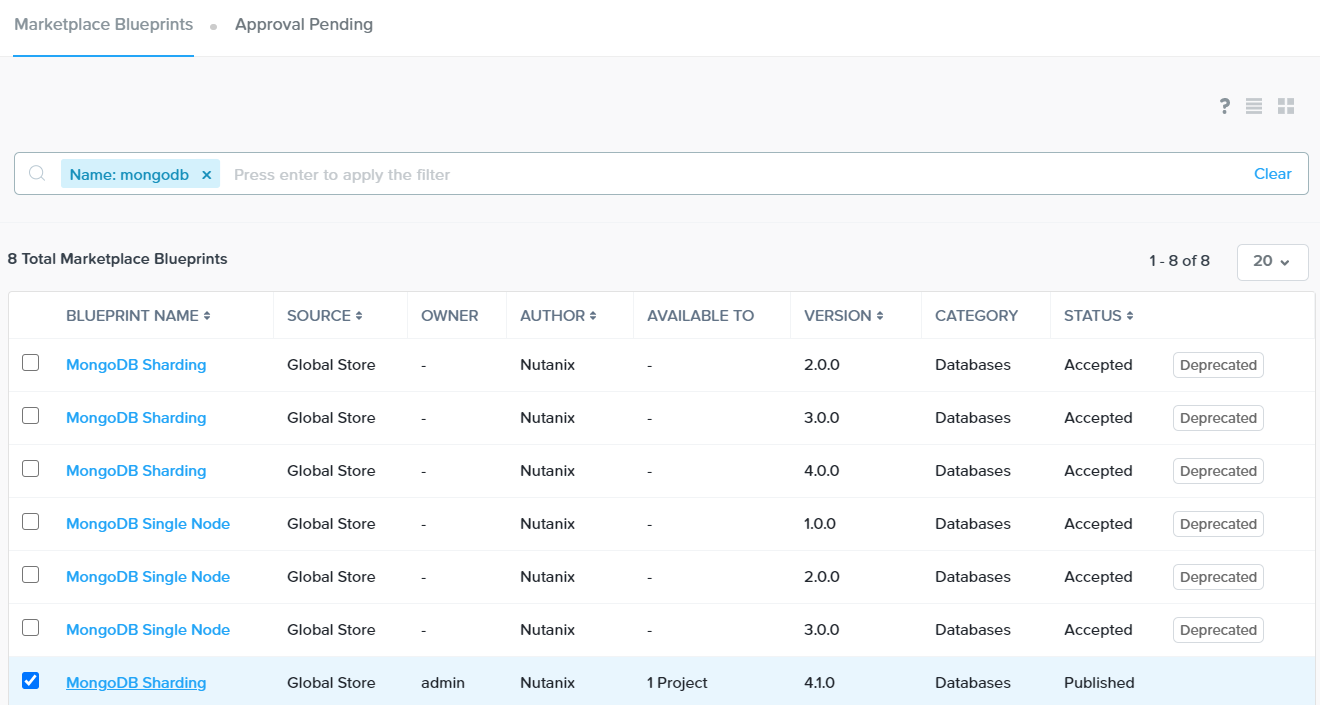 Marketplace Blueprints • Approval Pending
?
Name: mongodb × Press enter to apply the filter Clear
8 Total Marketplace Blueprints 1 - 8 of 8 20
BLUEPRINT NAME SOURCE OWNER AUTHOR AVAILABLE TO VERSION CATEGORY STATUS
MongoDB Sharding Global Store - Nutanix - 2.0.0 Databases Accepted Deprecated
MongoDB Sharding Global Store - Nutanix - 3.0.0 Databases Accepted Deprecated
MongoDB Sharding Global Store - Nutanix - 4.0.0 Databases Accepted Deprecated
MongoDB Single Node Global Store - Nutanix - 1.0.0 Databases Accepted Deprecated
MongoDB Single Node Global Store - Nutanix - 2.0.0 Databases Accepted Deprecated
MongoDB Single Node Global Store - Nutanix - 3.0.0 Databases Accepted Deprecated
MongoDB Sharding Global Store admin Nutanix 1 Project 4.1.0 Databases Published